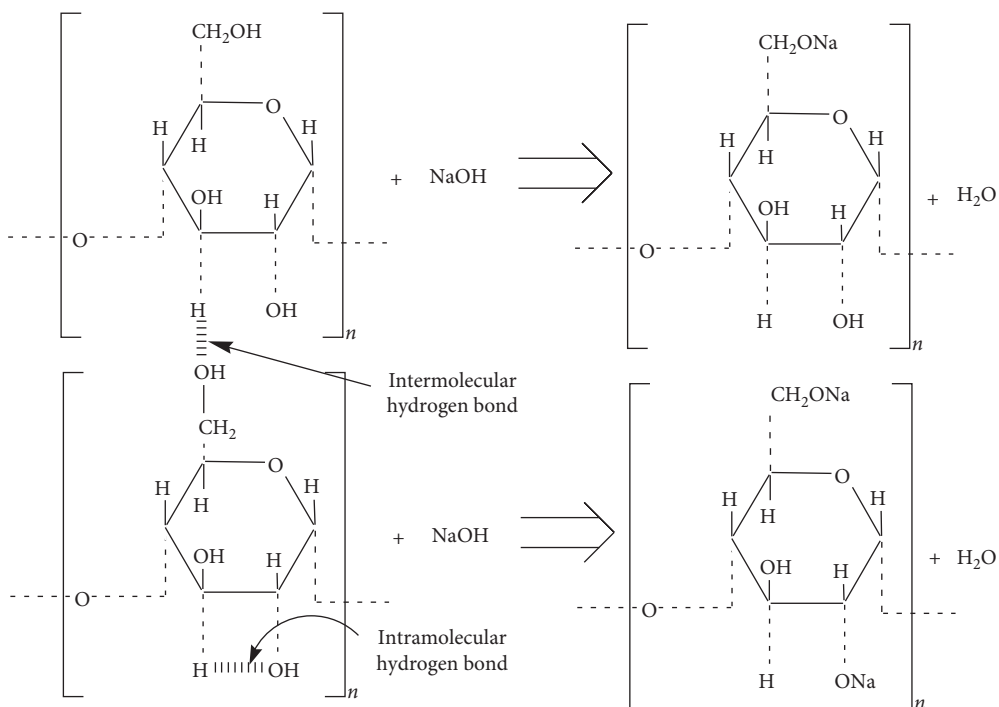 CH₂OH
O
H
H
H
OH
H
O
H
OH
n
+ NaOH
CH₂ONa
O
H
H
H
OH
H
O
H
OH
n
+ H₂O
Intermolecular
hydrogen bond
OH
CH₂
O
H
H
H
OH
H
O
H
OH
n
+ NaOH
Intramolecular
hydrogen bond
CH₂ONa
O
H
H
H
OH
H
O
H
ONa
n
+ H₂O